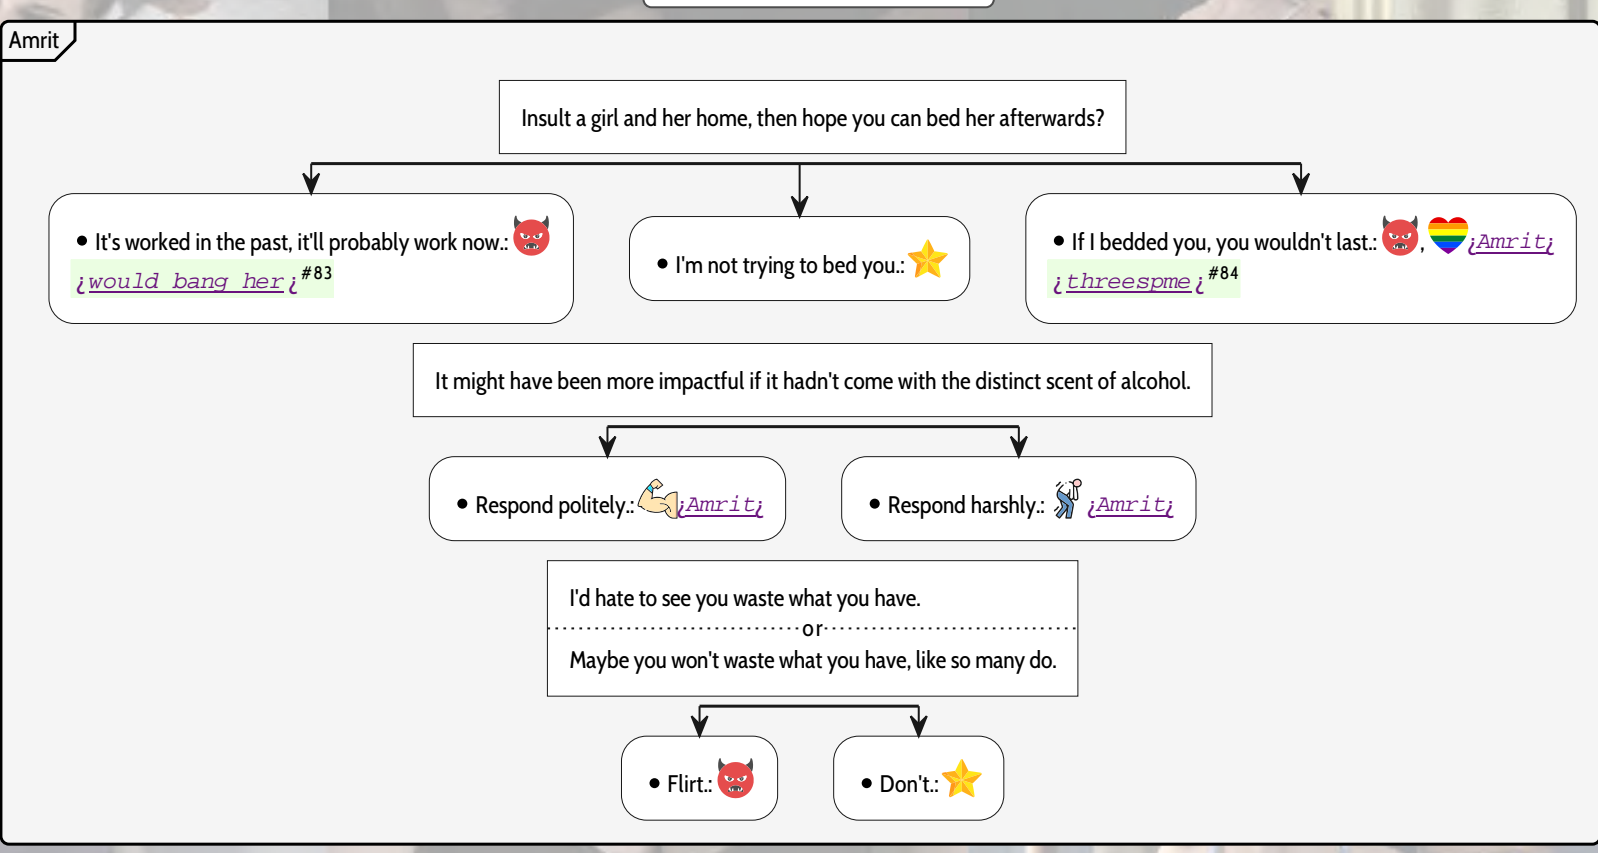 Amrit
Insult a girl and her home, then hope you can bed her afterwards?
• It's worked in the past, it'll probably work now.:
¿would bang her¿#83
• I'm not trying to bed you.:
• If I bedded you, you wouldn't last.: , ¿Amrit¿
¿threespme¿#84
It might have been more impactful if it hadn't come with the distinct scent of alcohol.
• Respond politely.: ¿Amrit¿
• Respond harshly.: ¿Amrit¿
I'd hate to see you waste what you have.
or
Maybe you won't waste what you have, like so many do.
• Flirt.:
• Don't.: